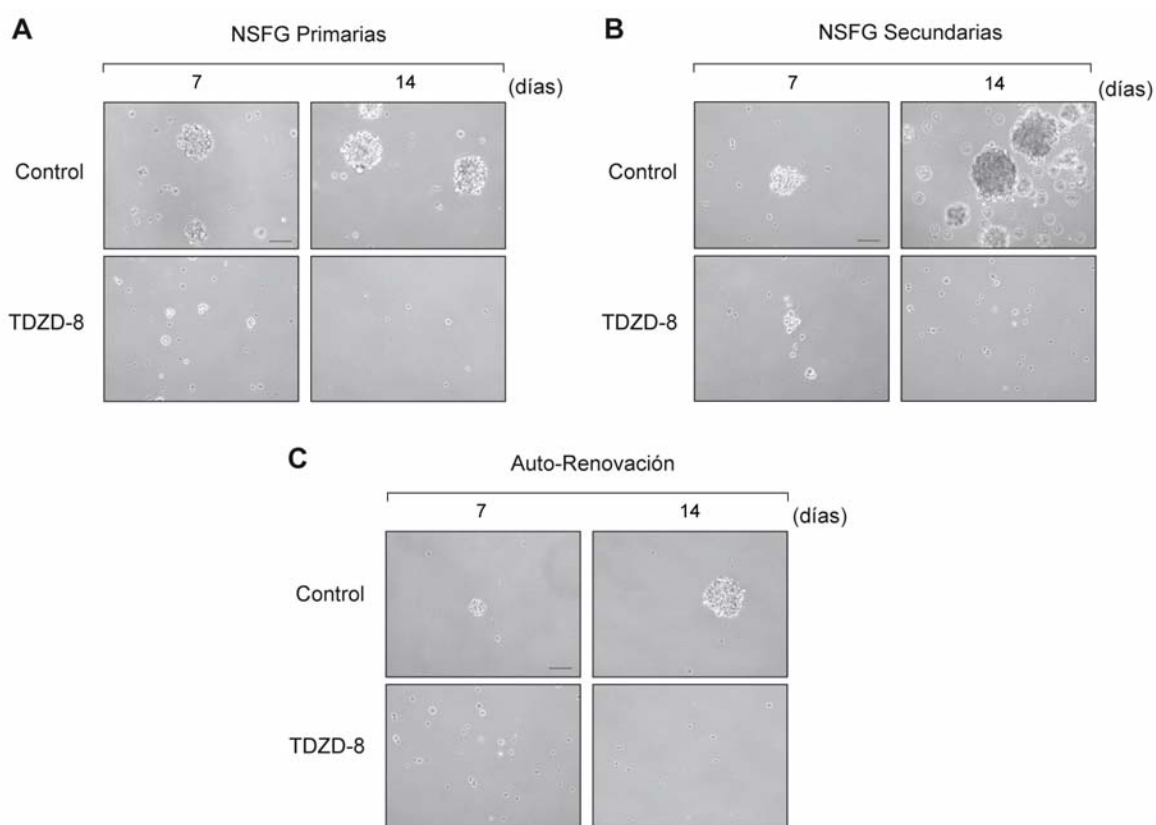 A
NSFG Primarias
7
14
(días)
Control
TDZD-8
B
NSFG Secundarias
7
14
(días)
Control
TDZD-8
C
Auto-Renovación
7
14
(días)
Control
TDZD-8